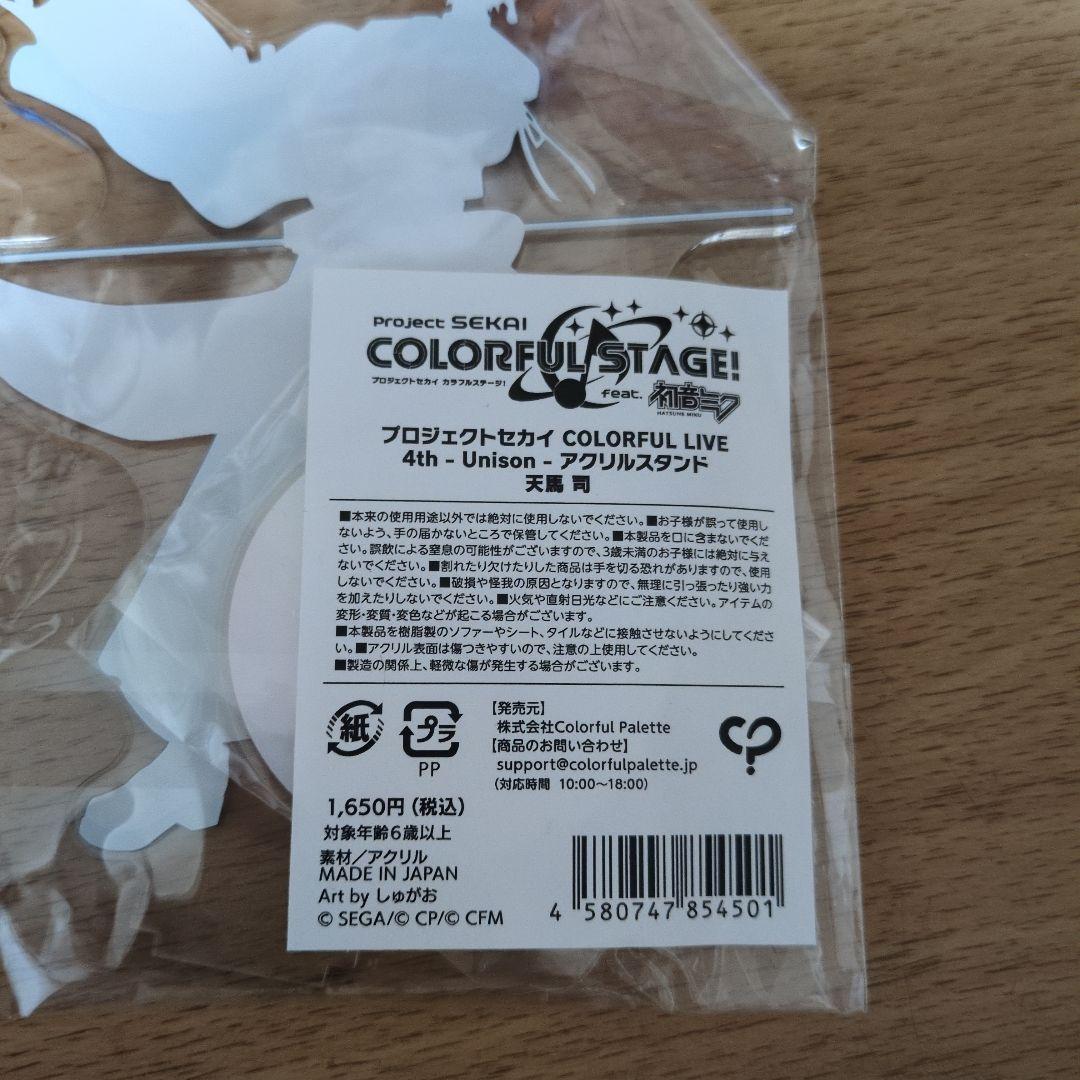 Project SEKAI
COLORFUL STAGE!
プロジェクトセカイ カラフルステージ!
feat. 初音ミク
HATSUNE MIKU
プロジェクトセカイ COLORFUL LIVE
4th - Unison - アクリルスタンド
天馬 司
■本来の使用用途以外では絶対に使用しないでください。■お子様が誤って使用し
ないよう、手の届かないところで保管してください。■本製品を口に含まないでくだ
さい。誤飲による窒息の可能性がございますので、3歳未満のお子様には絶対に与え
ないでください。■割れたり欠けたりした商品は手を切る恐れがありますので、使用
しないでください。■破損や怪我の原因となりますので、無理に引っ張ったり強い力
を加えたりしないでください。■火気や直射日光などにご注意ください。アイテムの
変形・変質・変色などが起こる場合がございます。
■本製品を樹脂製のソファーやシート、タイルなどに接触させないようにしてくださ
い。■アクリル表面は傷つきやすいので、注意の上使用してください。
■製造の関係上、軽微な傷が発生する場合がございます。
紙
プラ
PP
【発売元】
株式会社Colorful Palette
【商品のお問い合わせ】
support@colorfulpalette.jp
(対応時間 10:00～18:00)
1,650円(税込)
対象年齢6歳以上
素材/アクリル
MADE IN JAPAN
Art by しゅがお
© SEGA/© CP/© CFM
4 580747 854501